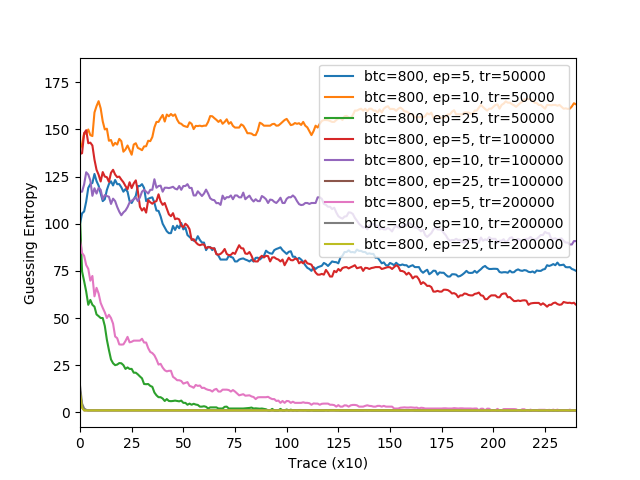 175
150
125
100
75
50
25
0
Guessing Entropy
btc=800, ep=5, tr=50000
btc=800, ep=10, tr=50000
btc=800, ep=25, tr=50000
btc=800, ep=5, tr=100000
btc=800, ep=10, tr=100000
btc=800, ep=25, tr=100000
btc=800, ep=5, tr=200000
btc=800, ep=10, tr=200000
btc=800, ep=25, tr=200000
0 25 50 75 100 125 150 175 200 225
Trace (x10)